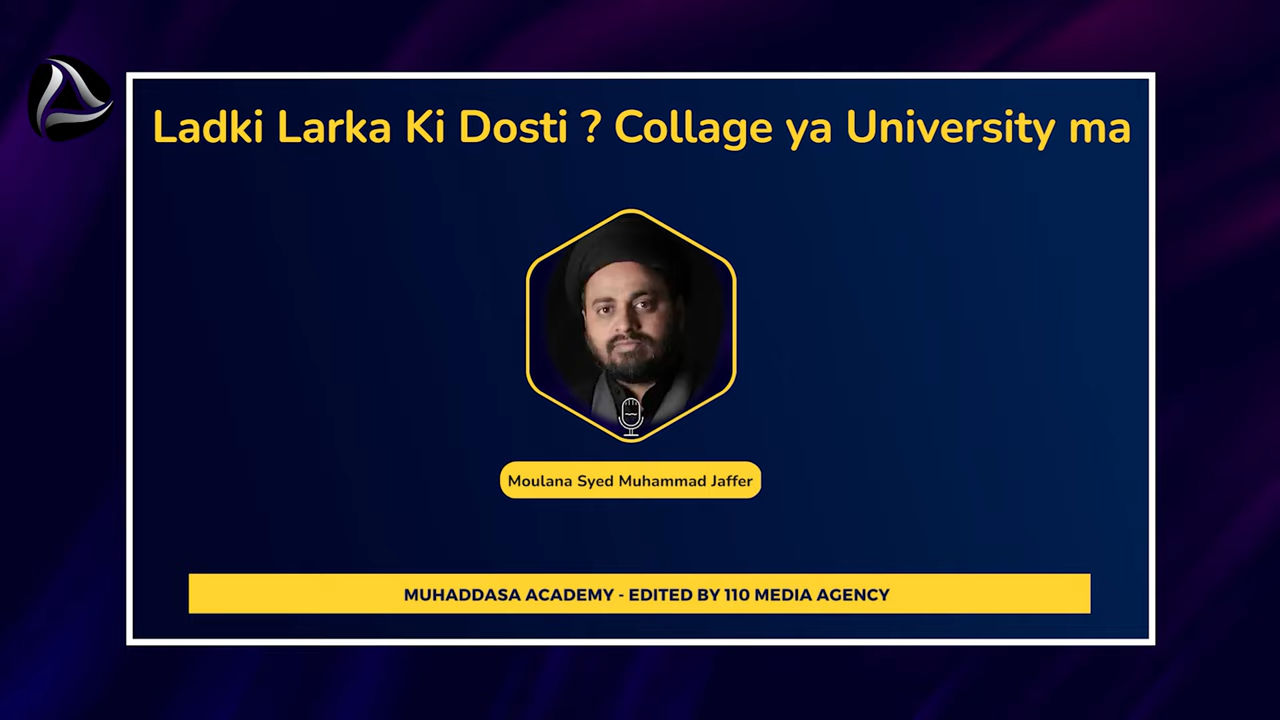 Ladki Larka Ki Dosti ? Collage ya University ma
Moulana Syed Muhammad Jaffer
MUHADDASA ACADEMY - EDITED BY 110 MEDIA AGENCY